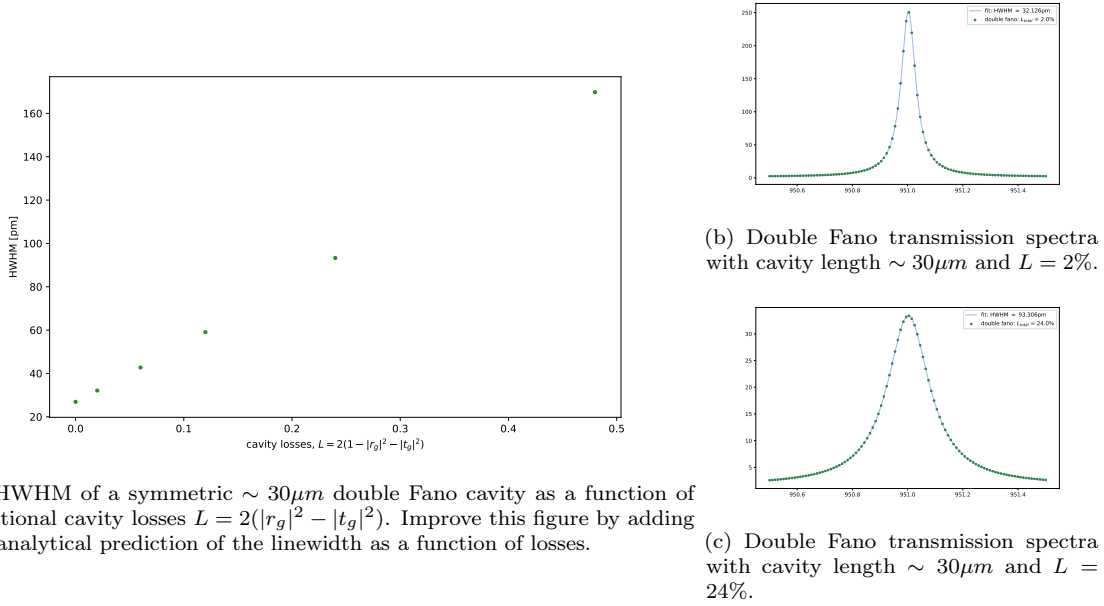 160
140
120
100
80
60
40
20
HWHM [pm]
0.0 0.1 0.2 0.3 0.4 0.5
cavity losses, L = 2(1 − |r_g|² − |t_g|²)
HWHM of a symmetric ∼ 30μm double Fano cavity as a function of
tional cavity losses L = 2(|r_g|² − |t_g|²). Improve this figure by adding
analytical prediction of the linewidth as a function of losses.
250
200
150
100
50
0
fit: HWHM ≈ 32.126pm
double fano: L_total = 2.0%
950.6 950.8 951.0 951.2 951.4
(b) Double Fano transmission spectra
with cavity length ∼ 30μm and L = 2%.
30
25
20
15
10
5
fit: HWHM ≈ 93.306pm
double fano: L_total = 24.0%
950.6 950.8 951.0 951.2 951.4
(c) Double Fano transmission spectra
with cavity length ∼ 30μm and L =
24%.